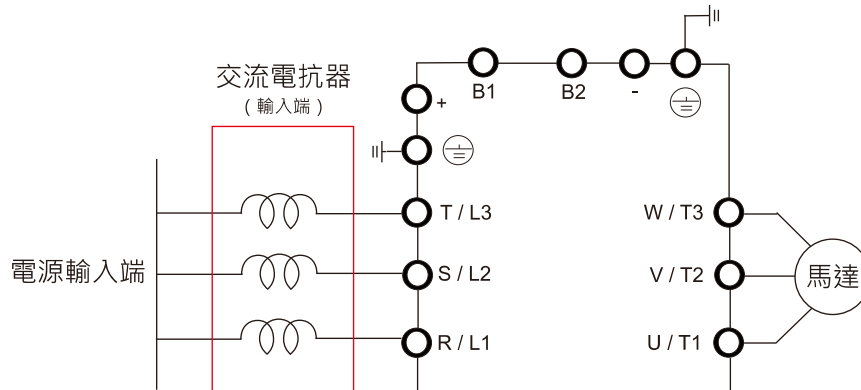 交流電抗器
( 輸入端 )
B1
B2
-
+
T / L3
W / T3
電源輸入端
S / L2
V / T2
馬達
R / L1
U / T1